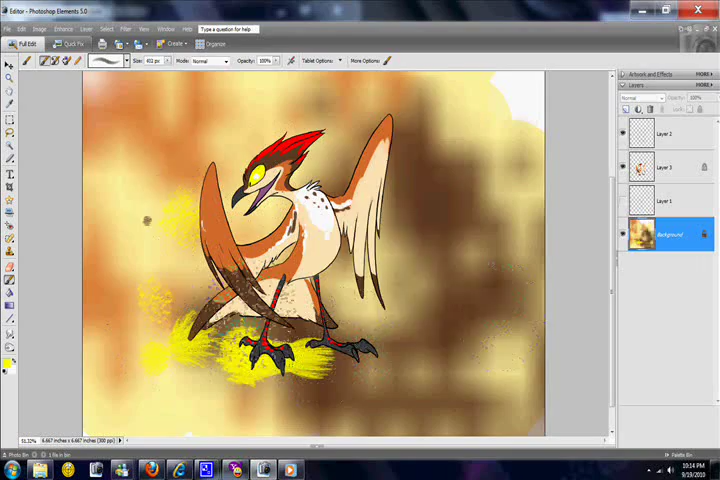 Editor - Photoshop Elements 5.0
File Edit Image Enhance Layer Select Filter View Window Help Type a question for help
Full Edit Quick Fix Create Organize
Size: 401 px Mode: Normal Opacity: 100% Tablet Options: More Options:
Artwork and Effects MORE
Layers MORE
Normal Opacity: 100%
Lock:
Layer 2
Layer 3
Layer 1
Background
51.32% 6.667 inches x 6.667 inches (300 ppi)
Photo Bin 1 file in bin Palette Bin
10:14 PM
9/19/2010